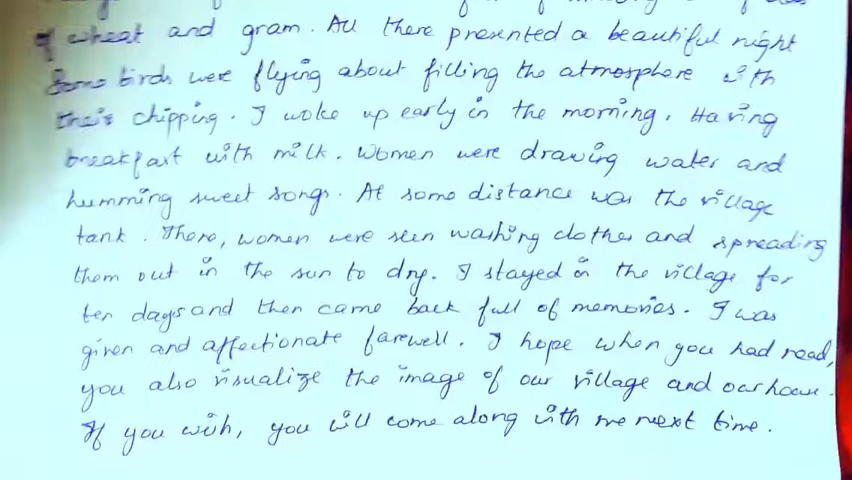 of wheat and gram. All there presented a beautiful night
Some birds were flying about filling the atmosphere with
their chipping. I woke up early in the morning. Having
breakfast with milk. Women were drawing water and
humming sweet songs. At some distance was the village
tank. There, women were seen washing clothes and spreading
them out in the sun to dry. I stayed in the village for
ten days and then came back full of memories. I was
given and affectionate farewell. I hope when you had read,
you also visualize the image of our village and our house.
If you wish, you will come along with me next time.